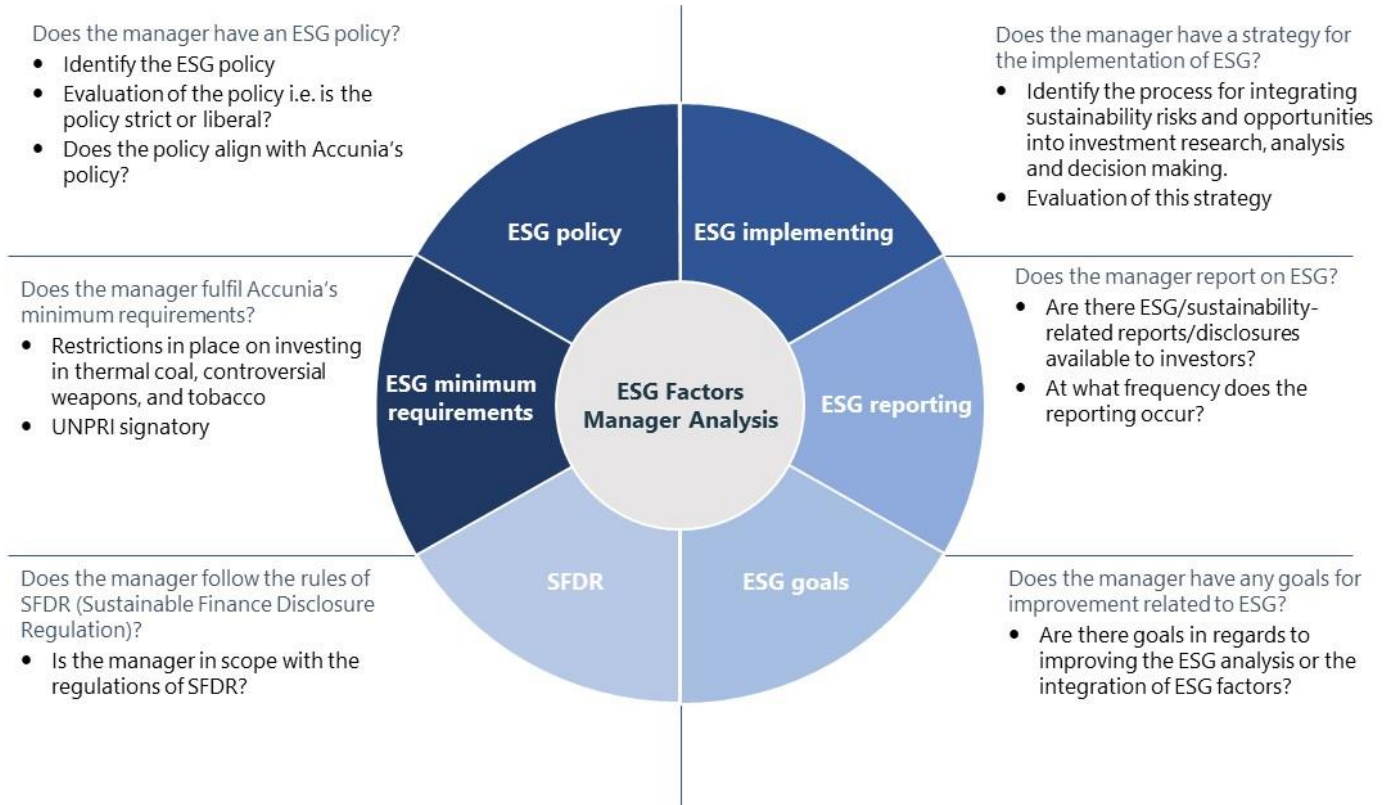 Does the manager have an ESG policy?
• Identify the ESG policy
• Evaluation of the policy i.e. is the
policy strict or liberal?
• Does the policy align with Accunia's
policy?
Does the manager have a strategy for
the implementation of ESG?
• Identify the process for integrating
sustainability risks and opportunities
into investment research, analysis
and decision making.
• Evaluation of this strategy
ESG policy
ESG implementing
Does the manager fulfil Accunia's
minimum requirements?
• Restrictions in place on investing
in thermal coal, controversial
weapons, and tobacco
• UNPRI signatory
ESG minimum
requirements
ESG Factors
Manager Analysis
ESG reporting
Does the manager report on ESG?
• Are there ESG/sustainability-
related reports/disclosures
available to investors?
• At what frequency does the
reporting occur?
Does the manager follow the rules of
SFDR (Sustainable Finance Disclosure
Regulation)?
• Is the manager in scope with the
regulations of SFDR?
SFDR
ESG goals
Does the manager have any goals for
improvement related to ESG?
• Are there goals in regards to
improving the ESG analysis or the
integration of ESG factors?